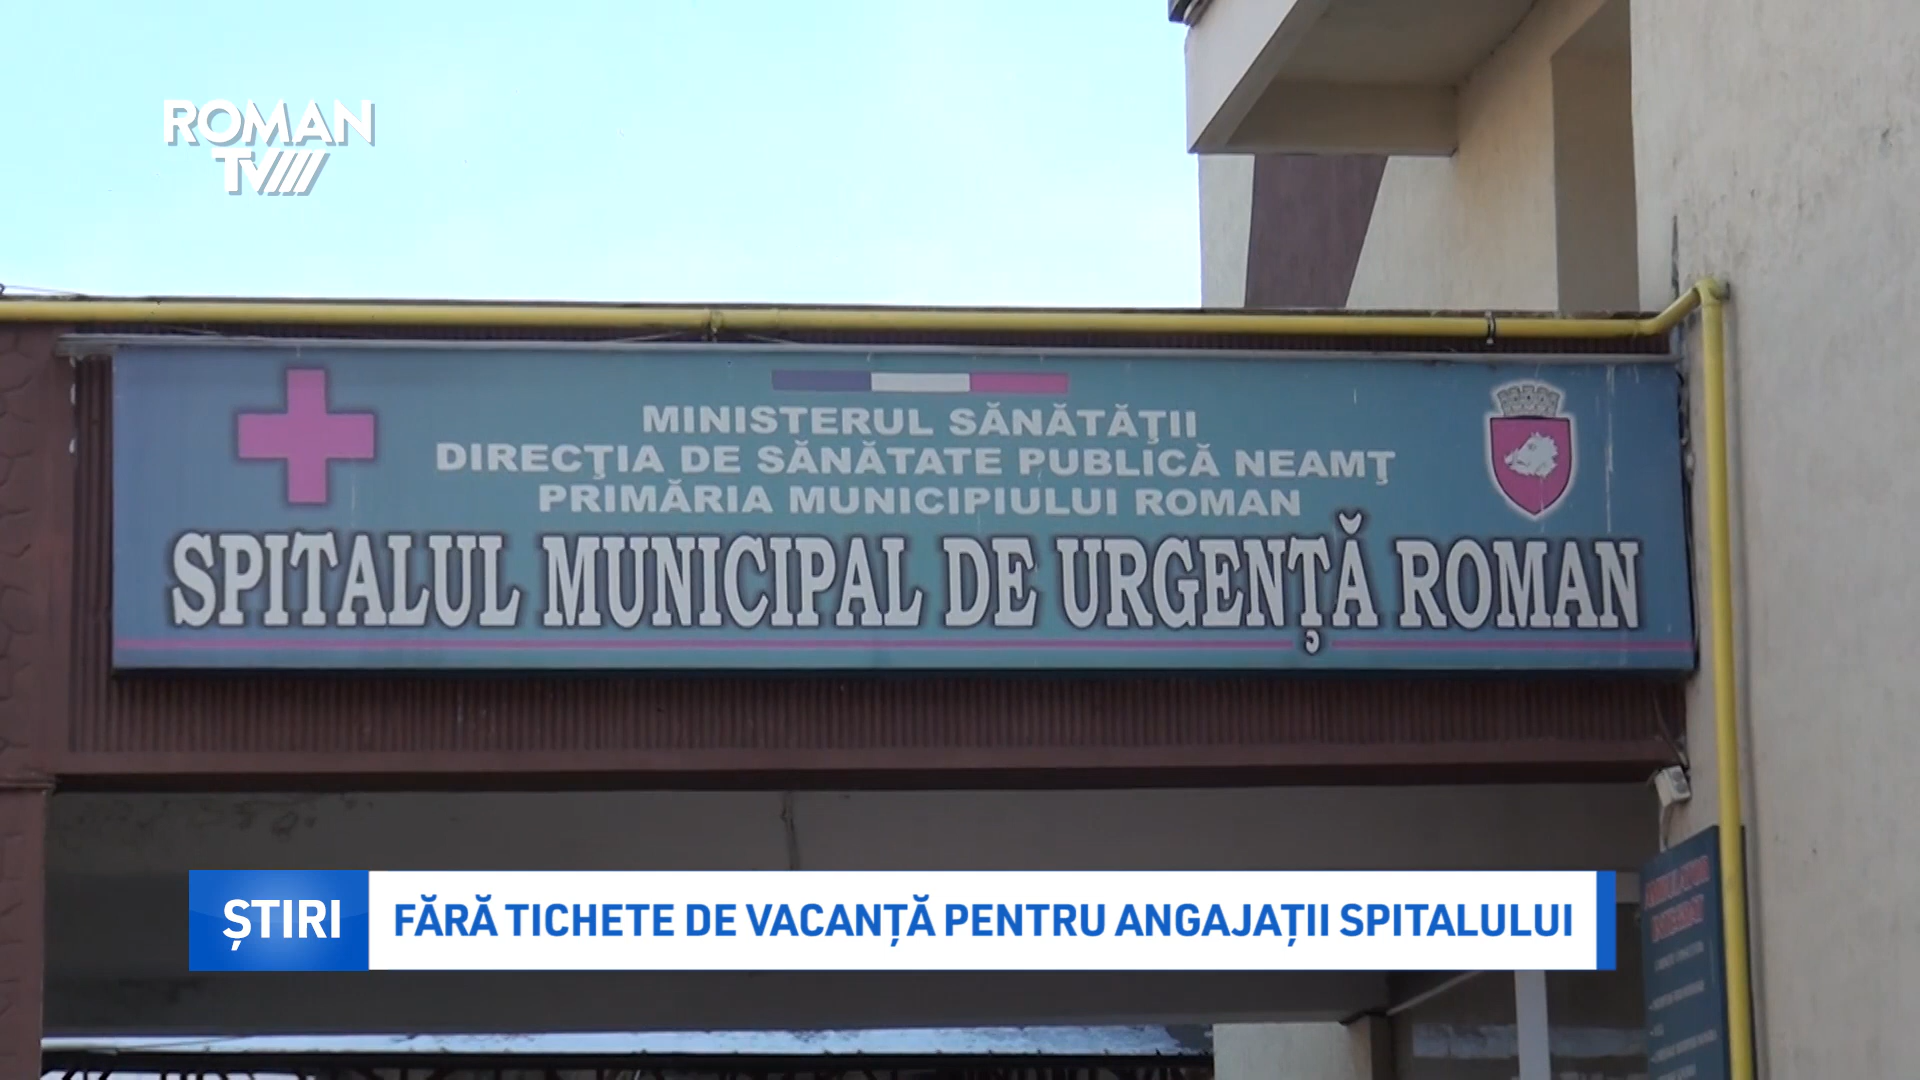 ROMAN
TV
MINISTERUL SĂNĂTĂŢII
DIRECŢIA DE SĂNĂTATE PUBLICĂ NEAMŢ
PRIMĂRIA MUNICIPIULUI ROMAN
SPITALUL MUNICIPAL DE URGENȚĂ ROMAN
ȘTIRI
FĂRĂ TICHETE DE VACANȚĂ PENTRU ANGAJAȚII SPITALULUI